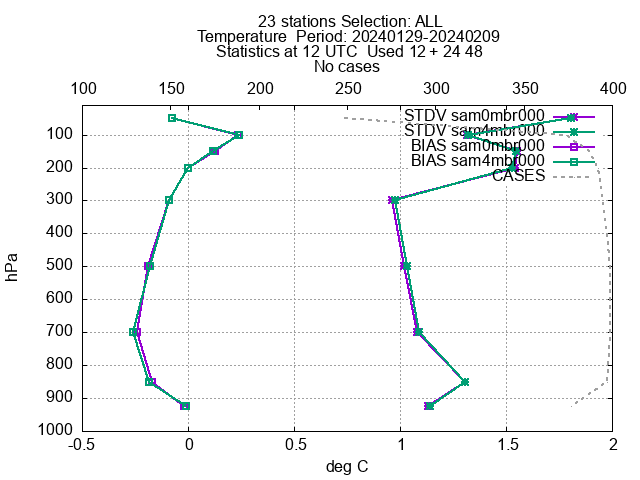 23 stations Selection: ALL
Temperature  Period: 20240129-20240209
Statistics at 12 UTC  Used 12 + 24 48
No cases
100 150 200 250 300 350 400
STDV sam0mbr000
STDV sam4mbr000
BIAS sam0mbr000
BIAS sam4mbr000
CASES
100
200
300
400
500
600
700
800
900
1000
hPa
-0.5 0 0.5 1 1.5 2
deg C